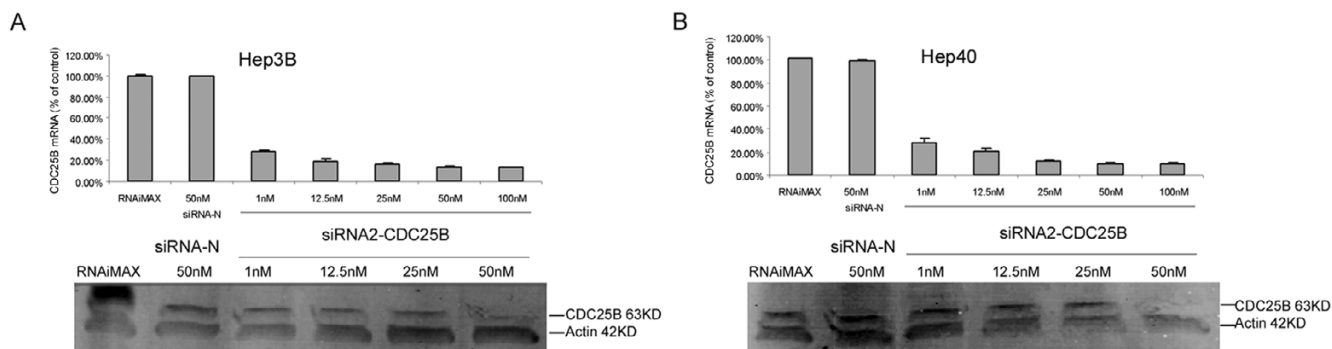 A
Hep3B
CDC25B mRNA (% of control)
120.00%
100.00%
80.00%
60.00%
40.00%
20.00%
0.00%
RNAiMAX 50nM 1nM 12.5nM 25nM 50nM 100nM
siRNA-N
siRNA2-CDC25B
siRNA-N
RNAiMAX 50nM 1nM 12.5nM 25nM 50nM
CDC25B 63KD
Actin 42KD
B
Hep40
CDC25B mRNA (% of control)
120.00%
100.00%
80.00%
60.00%
40.00%
20.00%
0.00%
RNAiMAX 50nM 1nM 12.5nM 25nM 50nM 100nM
siRNA-N
siRNA2-CDC25B
siRNA-N
RNAiMAX 50nM 1nM 12.5nM 25nM 50nM
CDC25B 63KD
Actin 42KD